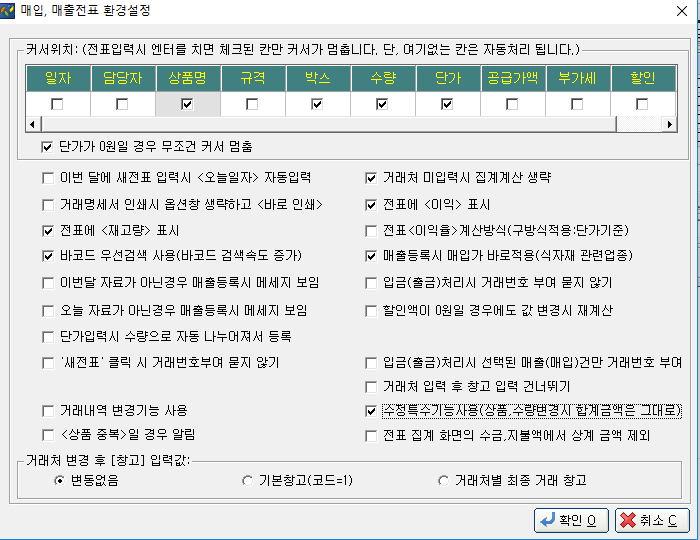 매입, 매출전표 환경설정
커서위치: (전표입력시 엔터를 치면 체크된 칸만 커서가 멈춥니다. 단, 여기없는 칸은 자동처리 됩니다.)
일자 담당자 상품명 규격 박스 수량 단가 공급가액 부가세 할인
단가가 0원일 경우 무조건 커서 멈춤
이번 달에 새전표 입력시 <오늘일자> 자동입력 거래처 미입력시 집계계산 생략
거래명세서 인쇄시 옵션창 생략하고 <바로 인쇄> 전표에 <이익> 표시
전표에 <재고량> 표시 전표<이익율>계산방식(구방식적용:단가기준)
바코드 우선검색 사용(바코드 검색속도 증가) 매출등록시 매입가 바로적용(식자재 관련업종)
이번달 자료가 아닌경우 매출등록시 메세지 보임 입금(출금)처리시 거래번호 부여 묻지 않기
오늘 자료가 아닌경우 매출등록시 메세지 보임 할인액이 0원일 경우에도 값 변경시 재계산
단가입력시 수량으로 자동 나누어져서 등록
'새전표' 클릭 시 거래번호부여 묻지 않기 입금(출금)처리시 선택된 매출(매입)건만 거래번호 부여
거래처 입력 후 창고 입력 건너뛰기
거래내역 변경기능 사용 수정특수기능사용(상품,수량변경시 합계금액은 그대로)
<상품 중복>일 경우 알림 전표 집계 화면의 수금,지불액에서 상계 금액 제외
거래처 변경 후 [창고] 입력값:
변동없음 기본창고(코드=1) 거래처별 최종 거래 창고
확인 O 취소 C